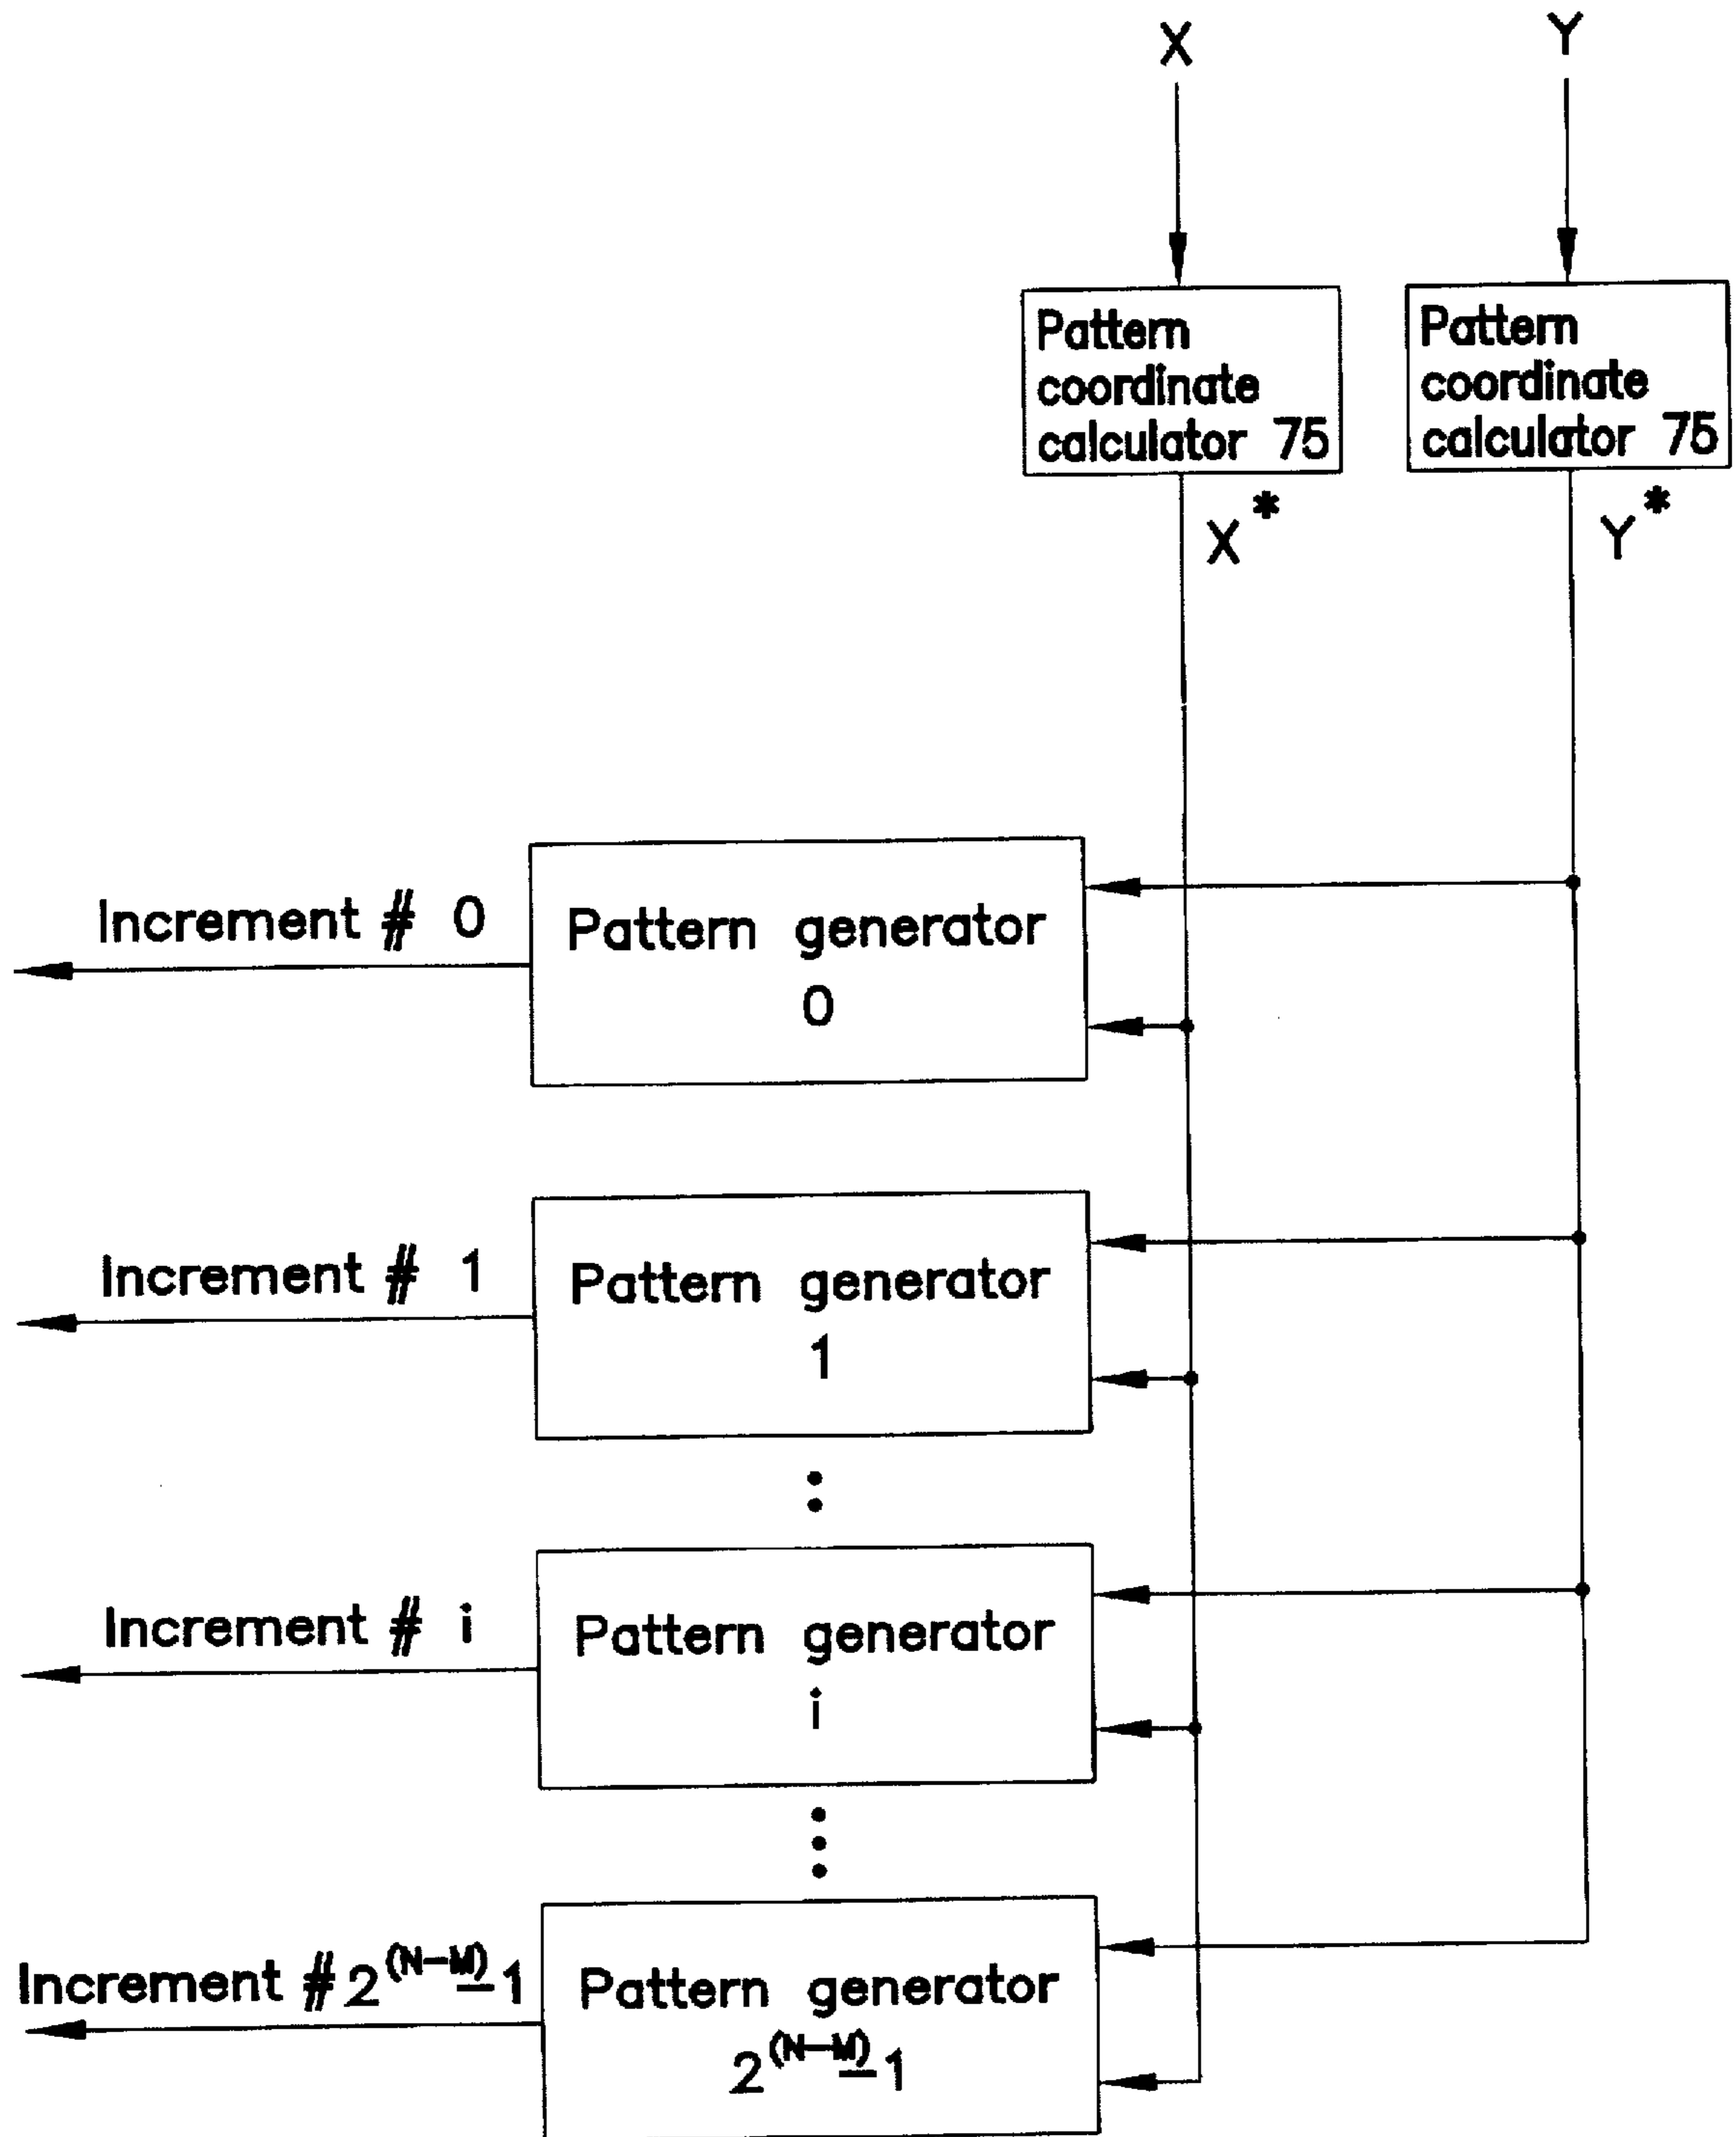 X
Y
Pattern
coordinate
calculator 75
Pattern
coordinate
calculator 75
X*
Y*
Increment # 0
Pattern generator
0
Increment # 1
Pattern generator
1
Increment # i
Pattern generator
i
Increment #2^(N-M)-1
Pattern generator
2^(N-M)-1